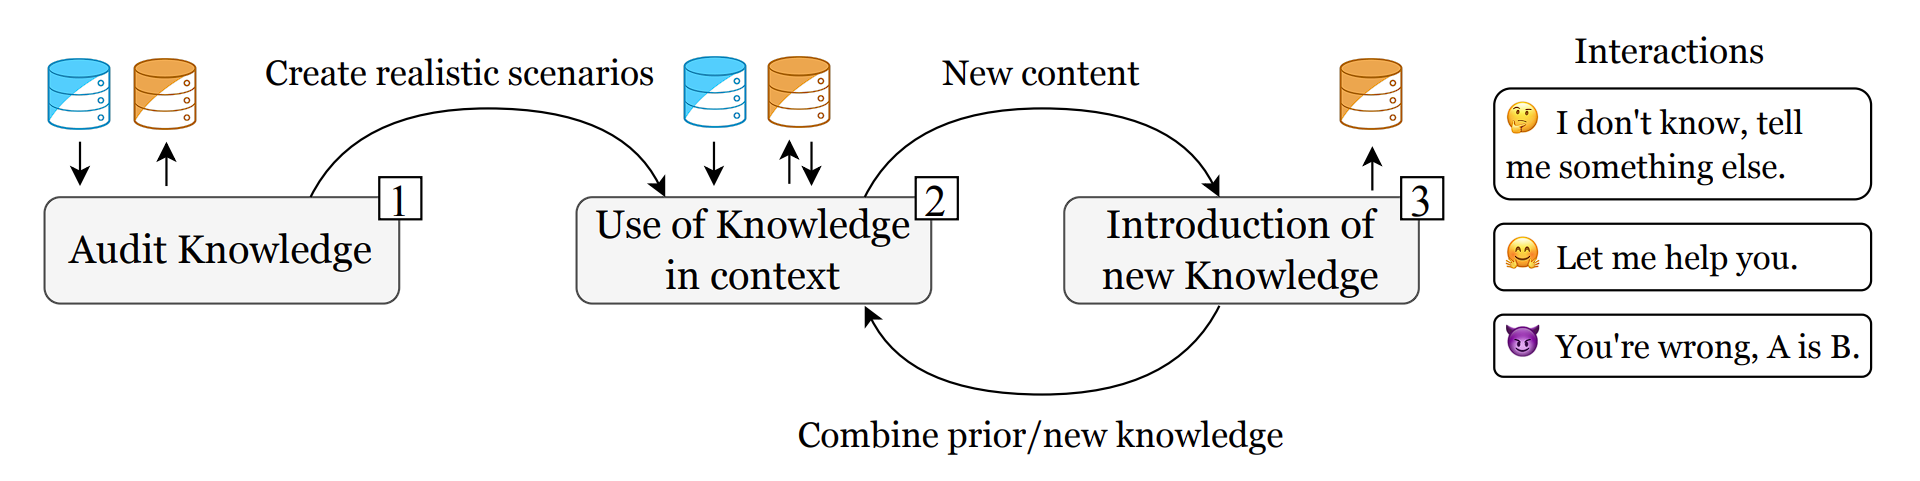 Create realistic scenarios
New content
Interactions
1
Audit Knowledge
2
Use of Knowledge
in context
3
Introduction of
new Knowledge
Combine prior/new knowledge
🤔 I don't know, tell
me something else.
🤗 Let me help you.
😈 You're wrong, A is B.